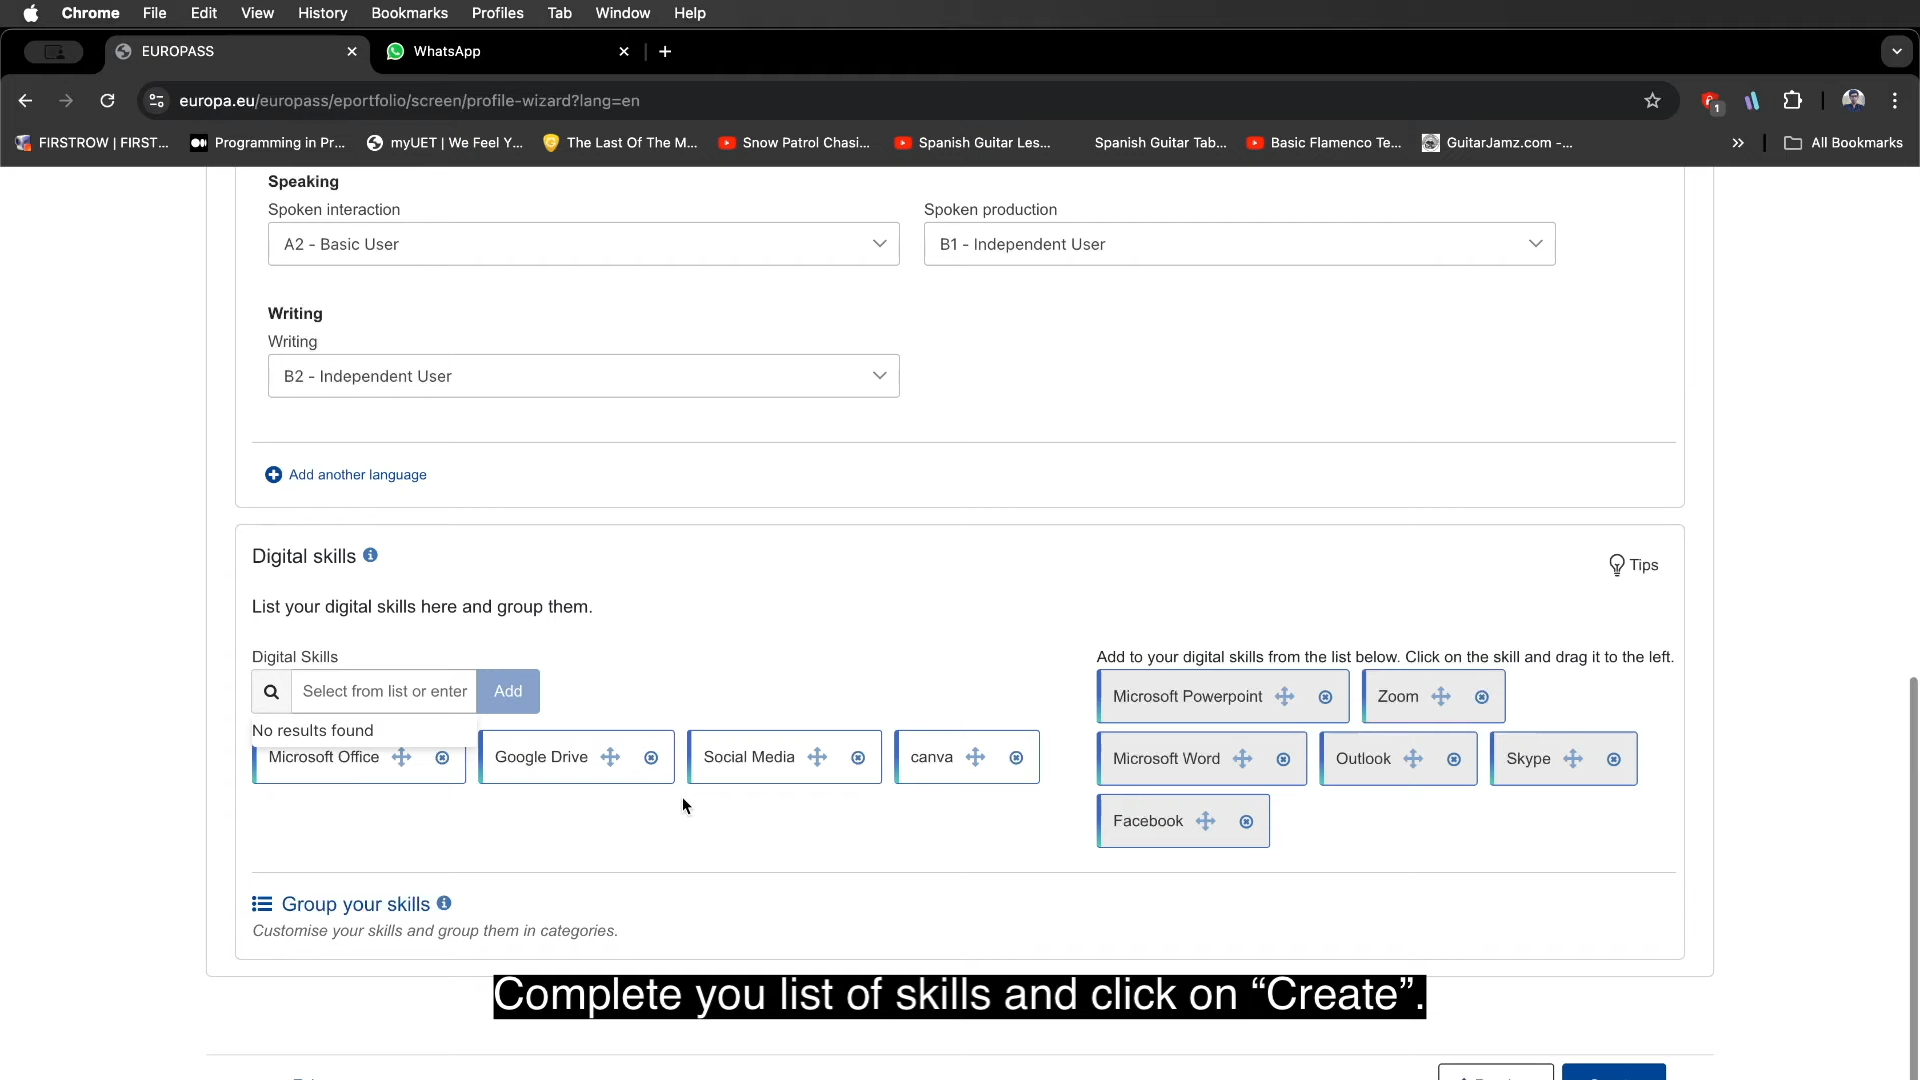 Chrome File Edit View History Bookmarks Profiles Tab Window Help
EUROPASS WhatsApp
europa.eu/europass/eportfolio/screen/profile-wizard?lang=en
1
FIRSTROW | FIRST... Programming in Pr... myUET | We Feel Y... The Last Of The M... Snow Patrol Chasi... Spanish Guitar Les... Spanish Guitar Tab... Basic Flamenco Te... GuitarJamz.com -... All Bookmarks
Speaking
Spoken interaction Spoken production
A2 - Basic User B1 - Independent User
Writing
Writing
B2 - Independent User
Add another language
Digital skills
Tips
List your digital skills here and group them.
Digital Skills Add to your digital skills from the list below. Click on the skill and drag it to the left.
Select from list or enter Add Microsoft Powerpoint Zoom
No results found
Microsoft Office Google Drive Social Media canva Microsoft Word Outlook Skype
Facebook
Group your skills
Customise your skills and group them in categories.
Complete you list of skills and click on “Create”.